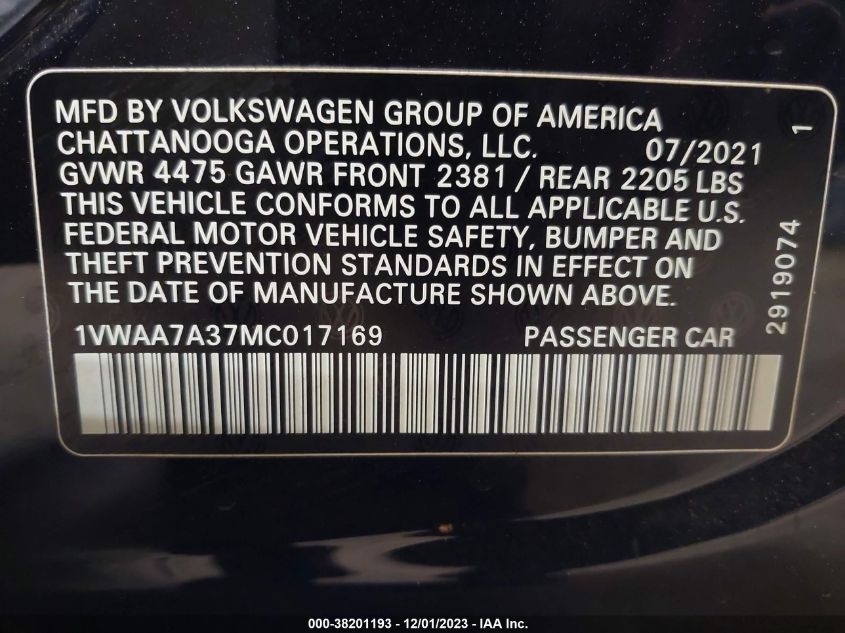 MFD BY VOLKSWAGEN GROUP OF AMERICA
CHATTANOOGA OPERATIONS, LLC. 07/2021
GVWR 4475 GAWR FRONT 2381 / REAR 2205 LBS
THIS VEHICLE CONFORMS TO ALL APPLICABLE U.S.
FEDERAL MOTOR VEHICLE SAFETY, BUMPER AND
THEFT PREVENTION STANDARDS IN EFFECT ON
THE DATE OF MANUFACTURE SHOWN ABOVE.
1VWAA7A37MC017169 PASSENGER CAR
2919074 1
000-38201193 - 12/01/2023 - IAA Inc.